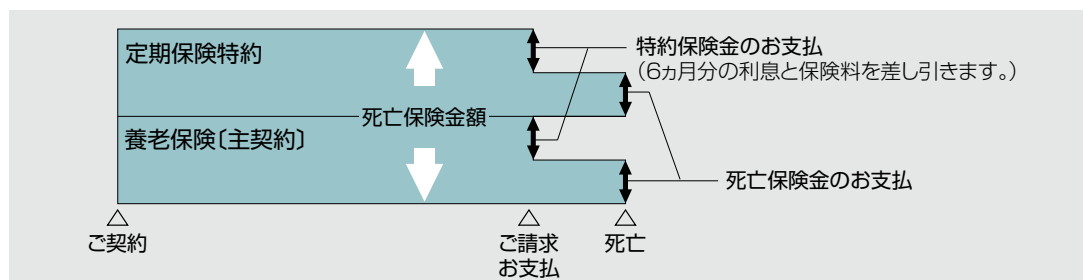 定期保険特約
特約保険金のお支払
（6ヵ月分の利息と保険料を差し引きます。）
死亡保険金額
養老保険〔主契約〕
死亡保険金のお支払
ご契約
ご請求
お支払
死亡